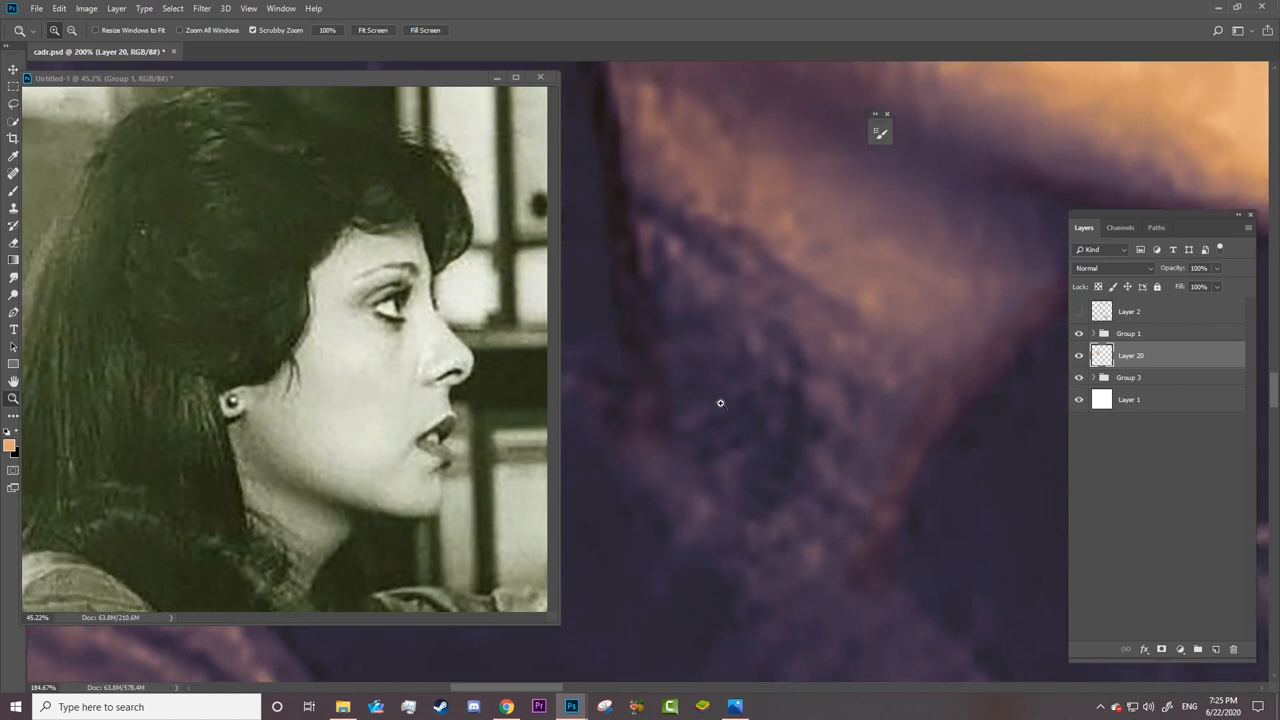 Ps File Edit Image Layer Type Select Filter 3D View Window Help
Resize Windows to Fit Zoom All Windows Scrubby Zoom 100% Fit Screen Fill Screen
cadr.psd @ 200% (Layer 20, RGB/8#) *
Untitled-1 @ 45.2% (Group 1, RGB/8#) *
Layers Channels Paths
Kind
Normal Opacity: 100%
Lock: Fill: 100%
Layer 2
Group 1
Layer 20
Group 3
Layer 1
45.22% Doc: 63.8M/210.6M
184.67% Doc: 63.8M/578.4M
Type here to search
Pr Ps
ENG
7:25 PM
6/22/2020